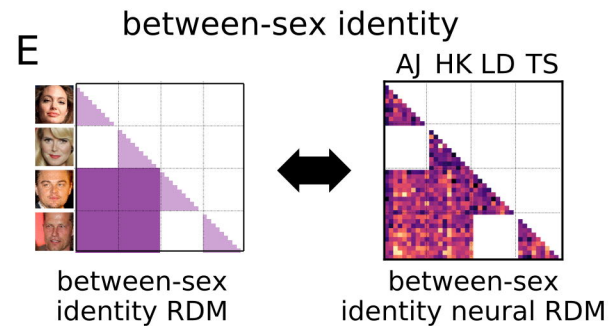 between-sex identity
E
AJ HK LD TS
between-sex
identity RDM
between-sex
identity neural RDM